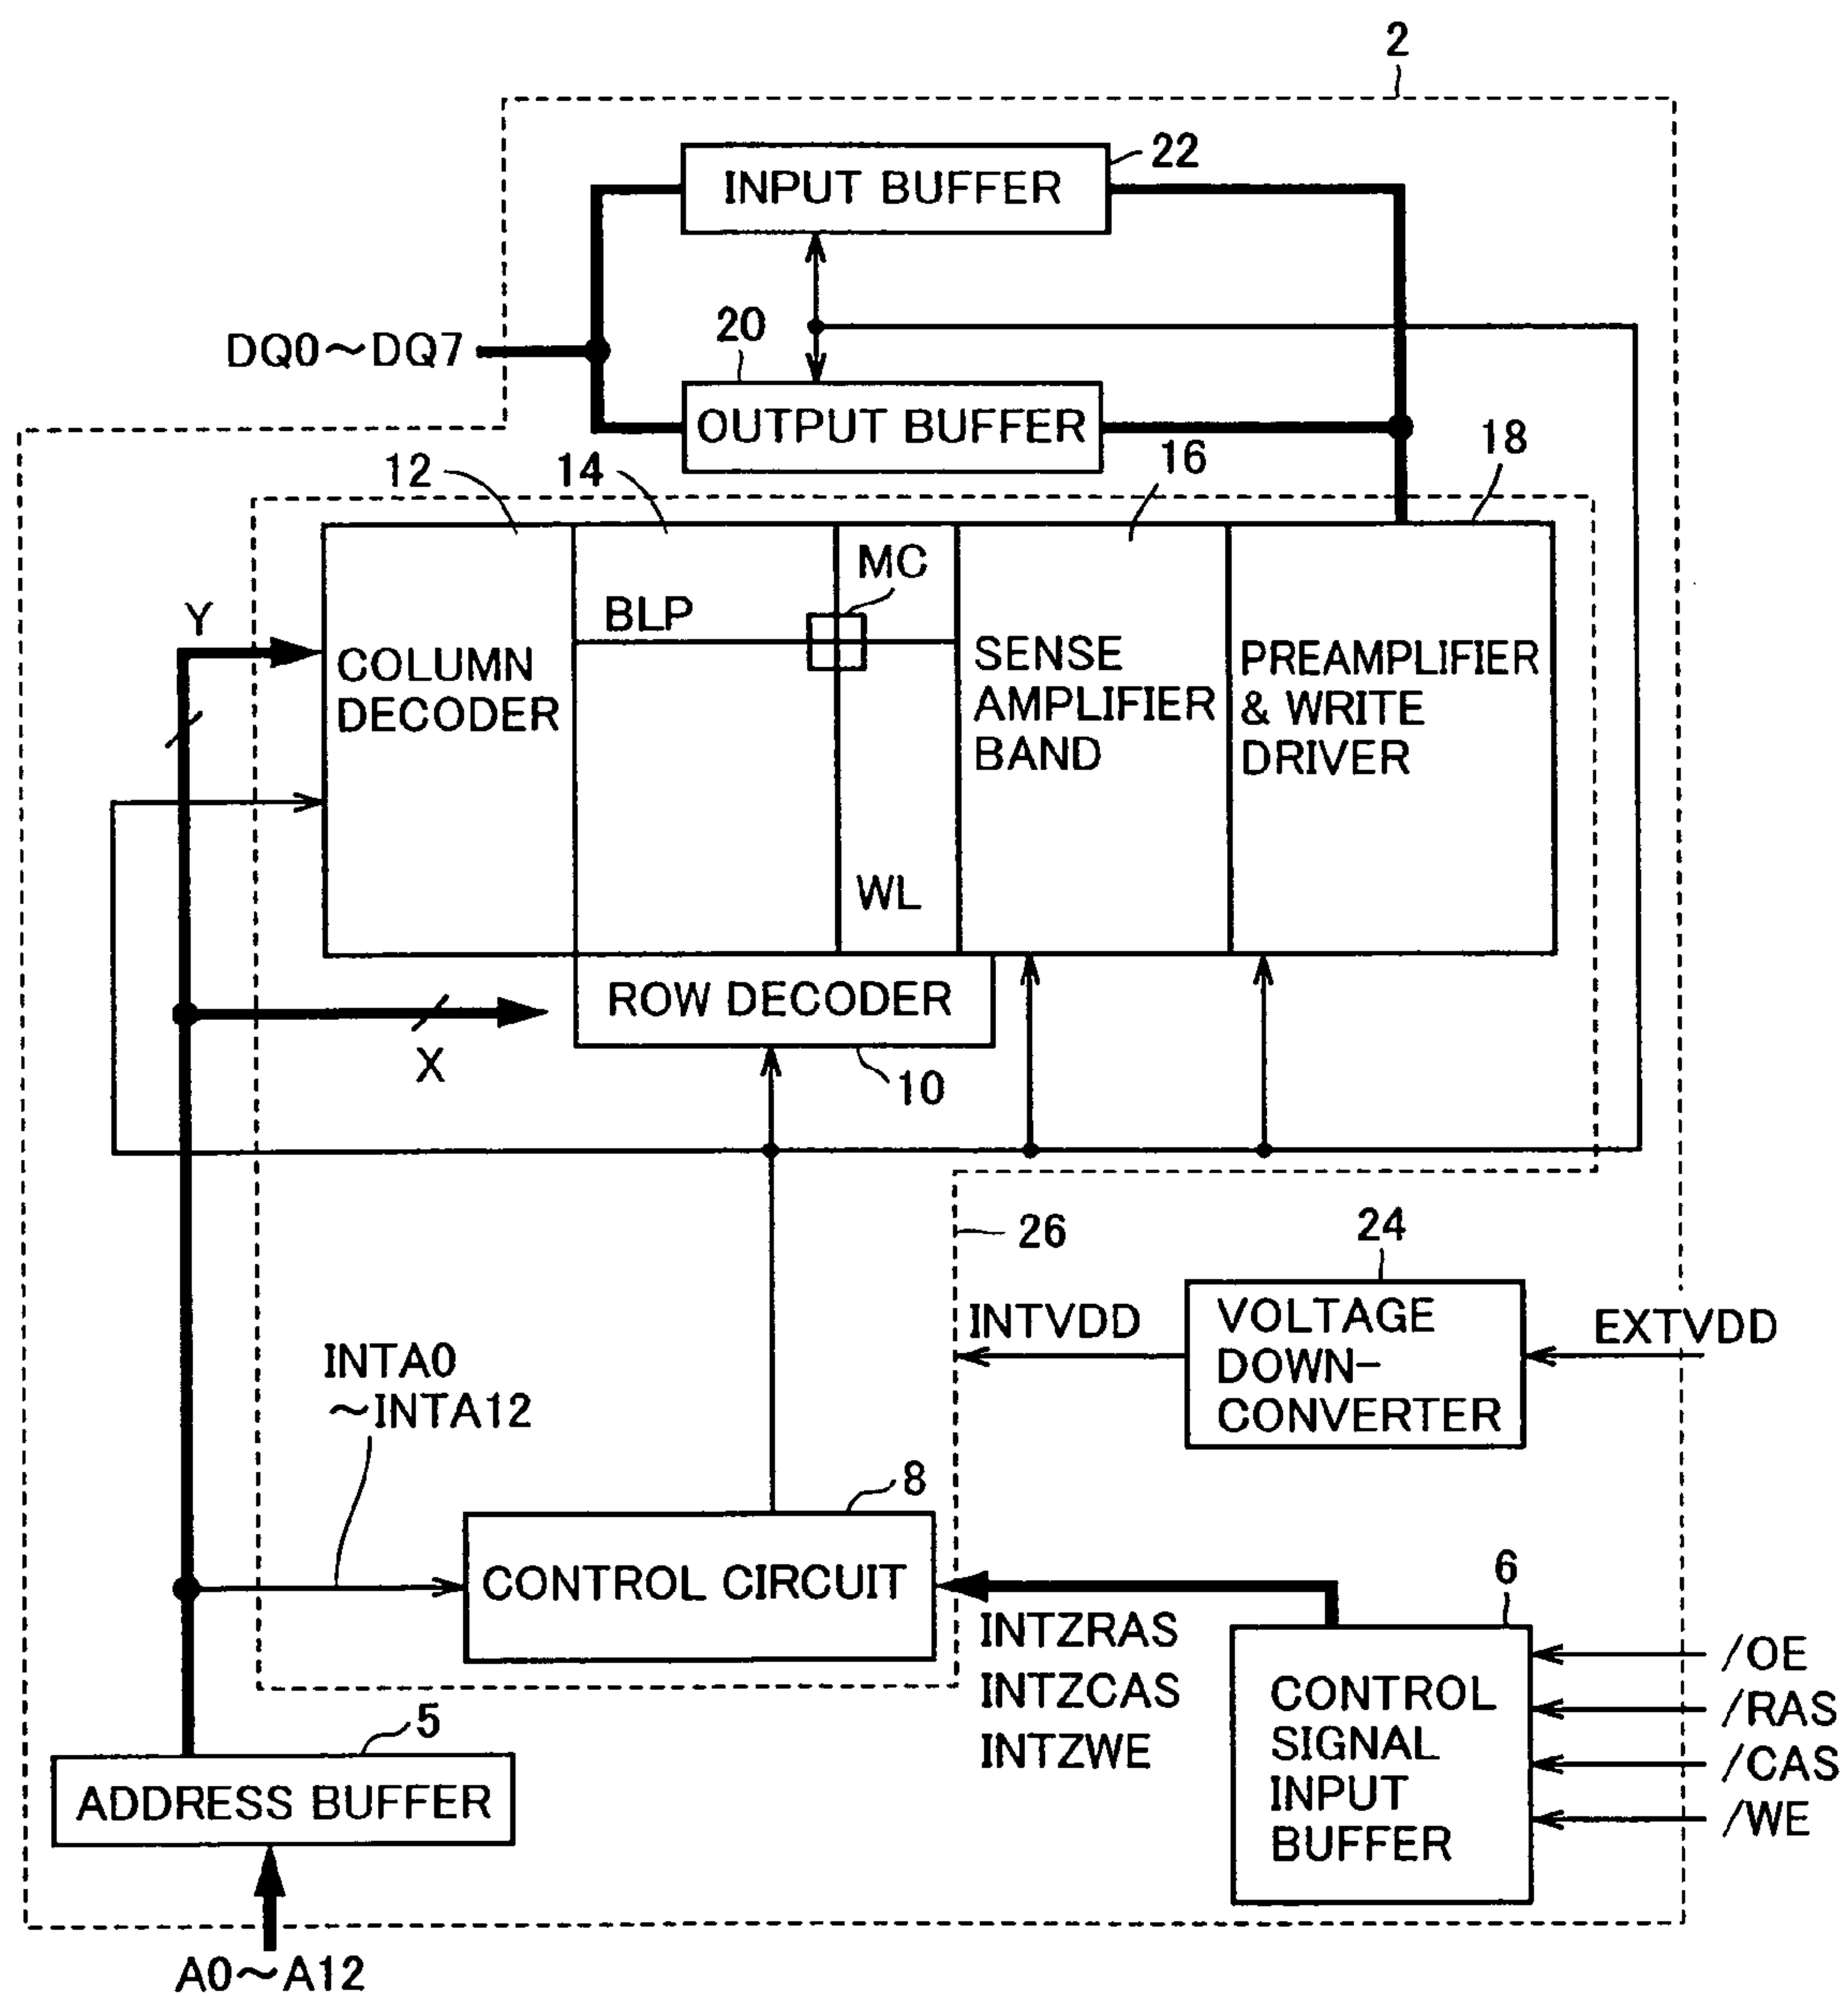 2
INPUT BUFFER
22
20
DQ0～DQ7
OUTPUT BUFFER
12
14
16
18
MC
BLP
Y
COLUMN
DECODER
SENSE
AMPLIFIER
BAND
PREAMPLIFIER
& WRITE
DRIVER
WL
ROW DECODER
X
10
26
24
INTVDD
VOLTAGE
DOWN-
CONVERTER
EXTVDD
INTA0
～INTA12
8
CONTROL CIRCUIT
6
INTZRAS
INTZCAS
INTZWE
CONTROL
SIGNAL
INPUT
BUFFER
/OE
/RAS
/CAS
/WE
5
ADDRESS BUFFER
A0～A12